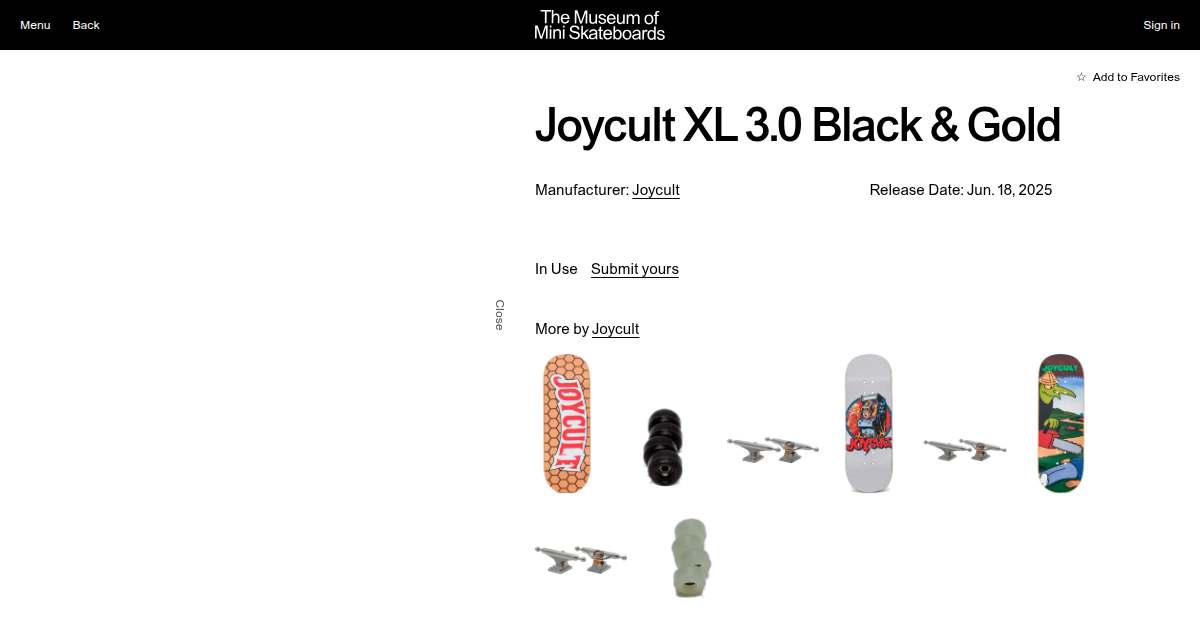 Menu
Back
The Museum of
Mini Skateboards
Sign in
☆ Add to Favorites
Joycult XL 3.0 Black & Gold
Manufacturer: Joycult
Release Date: Jun. 18, 2025
In Use Submit yours
Close
More by Joycult
JOYCULT
JOYCULT
JOYCULT